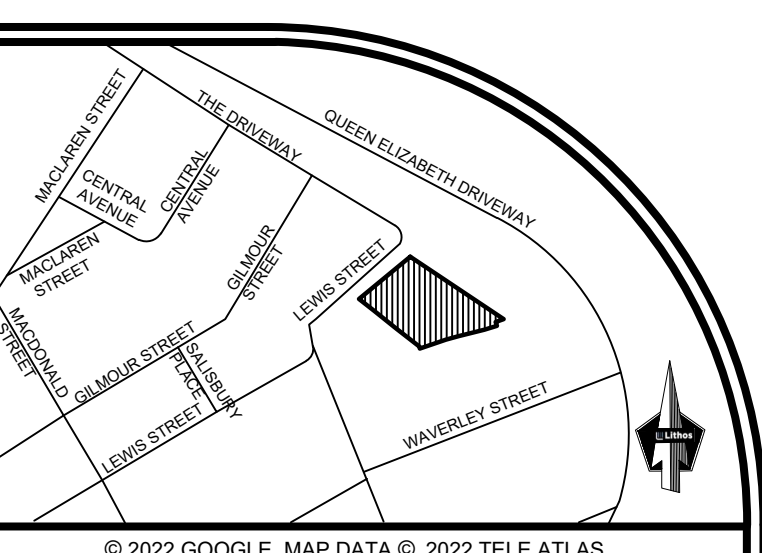 MACLAREN STREET
THE DRIVEWAY
QUEEN ELIZABETH DRIVEWAY
CENTRAL
AVENUE
CENTRAL
AVENUE
MACLAREN
STREET
GILMOUR
STREET
LEWIS STREET
MACDONALD
STREET
GILMOUR STREET
SALISBURY
PLACE
LEWIS STREET
WAVERLEY STREET
Lithos
© 2022 GOOGLE, MAP DATA © 2022 TELE ATLAS